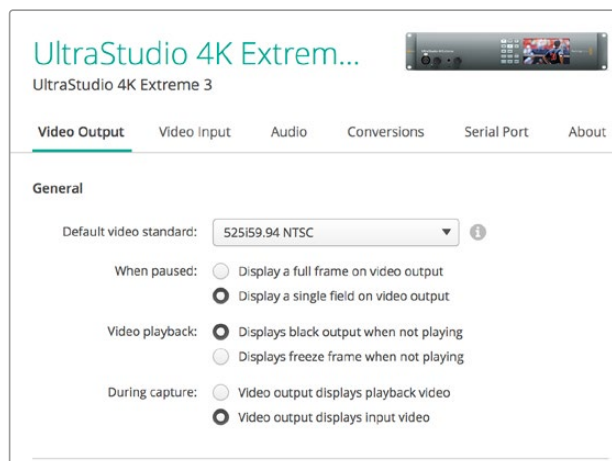 UltraStudio 4K Extrem...
UltraStudio 4K Extreme 3
Video Output Video Input Audio Conversions Serial Port About
General
Default video standard: 525i59.94 NTSC
When paused: Display a full frame on video output
Display a single field on video output
Video playback: Displays black output when not playing
Displays freeze frame when not playing
During capture: Video output displays playback video
Video output displays input video